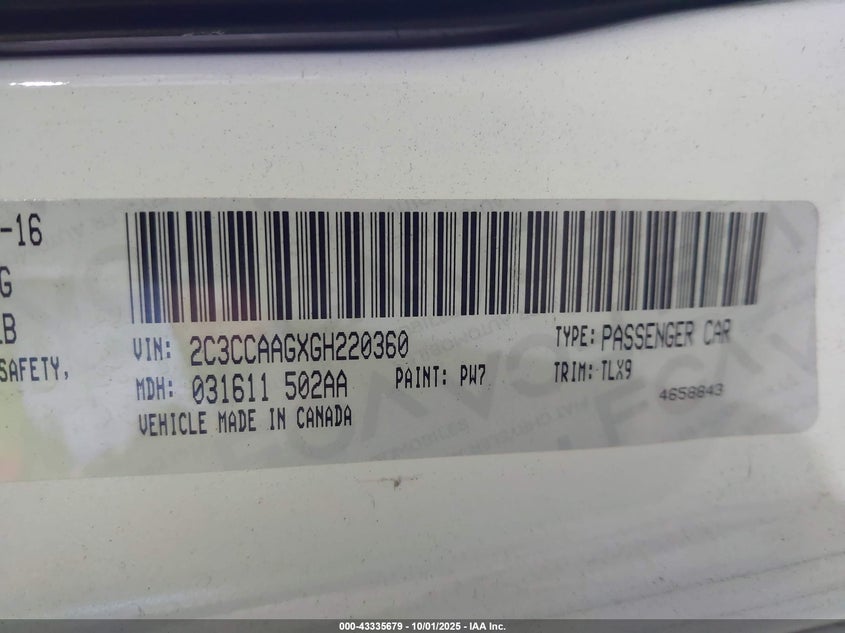 -16
G
LB
SAFETY,
VIN: 2C3CCAAGXGH220360
TYPE: PASSENGER CAR
MDH: 031611 502AA
PAINT: PW7
TRIM: TLX9
VEHICLE MADE IN CANADA
4658843
000-43335679 - 10/01/2025 - IAA Inc.